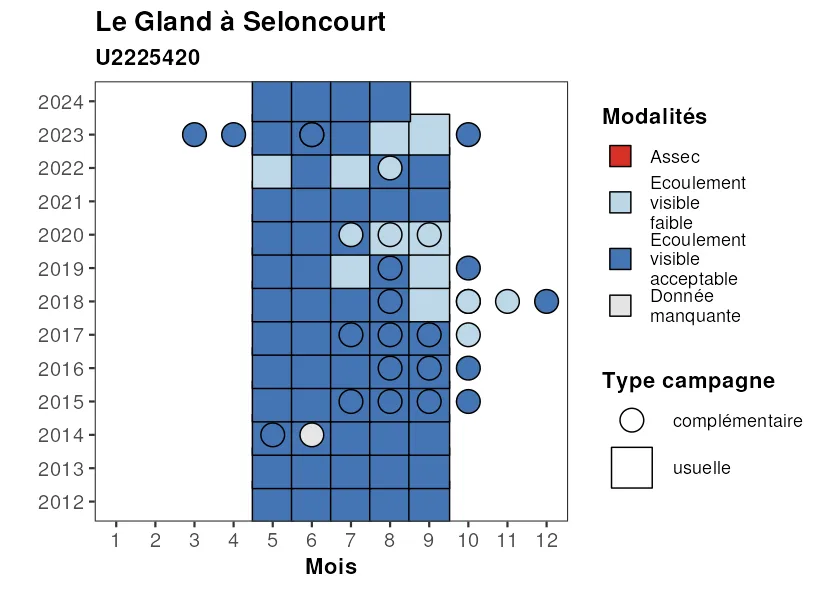 Le Gland à Seloncourt
U2225420
2024
2023
2022
2021
2020
2019
2018
2017
2016
2015
2014
2013
2012
1 2 3 4 5 6 7 8 9 10 11 12
Mois
Modalités
Assec
Ecoulement
visible
faible
Ecoulement
visible
acceptable
Donnée
manquante
Type campagne
complémentaire
usuelle